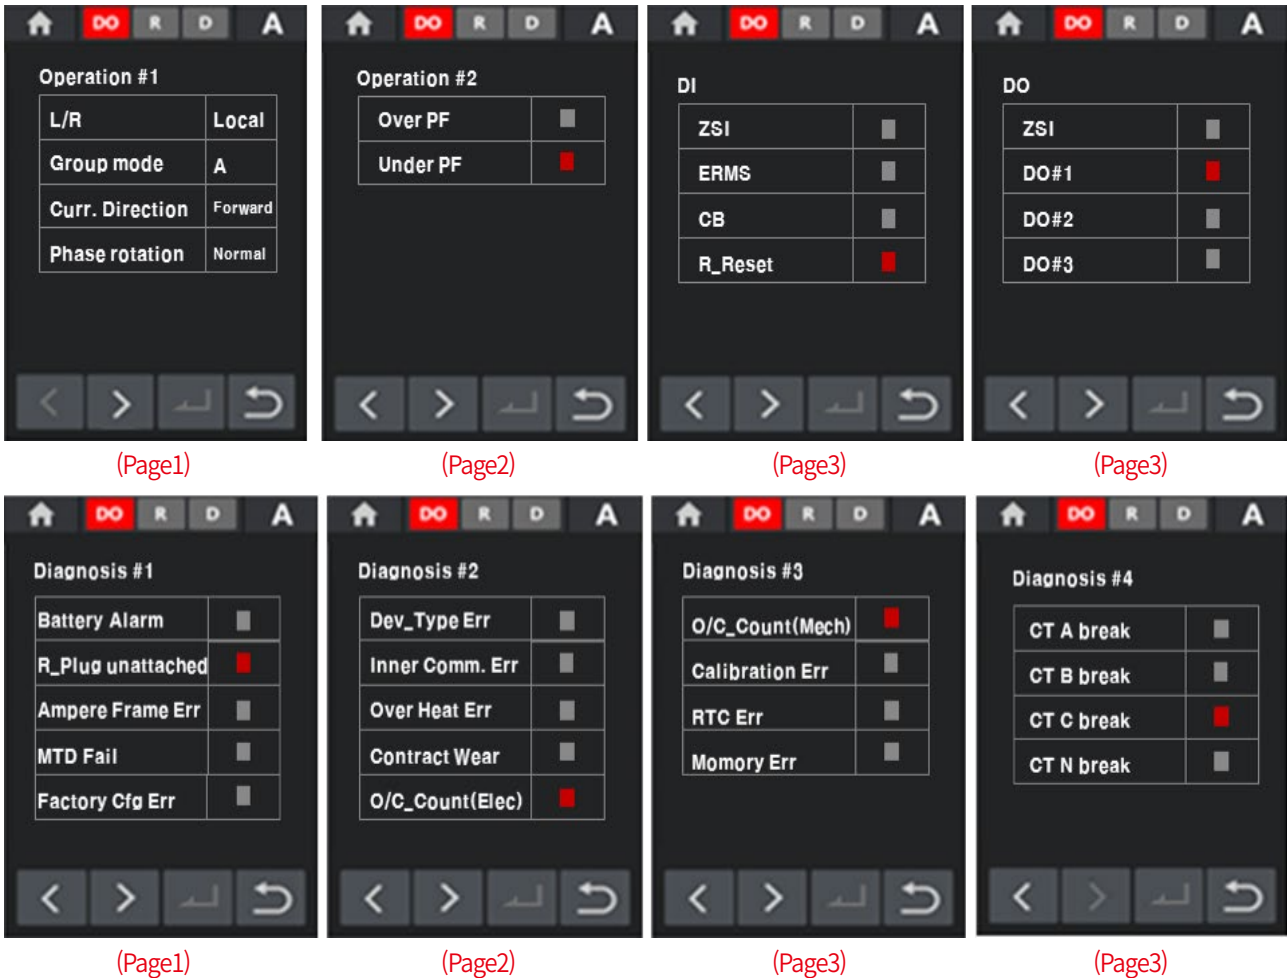 DO R D A
Operation #1
L/R Local
Group mode A
Curr. Direction Forward
Phase rotation Normal
(Page1)
DO R D A
Operation #2
Over PF
Under PF
(Page2)
DO R D A
DI
ZSI
ERMS
CB
R_Reset
(Page3)
DO R D A
DO
ZSI
DO#1
DO#2
DO#3
(Page3)
DO R D A
Diagnosis #1
Battery Alarm
R_Plug unattached
Ampere Frame Err
MTD Fail
Factory Cfg Err
(Page1)
DO R D A
Diagnosis #2
Dev_Type Err
Inner Comm. Err
Over Heat Err
Contract Wear
O/C_Count(Elec)
(Page2)
DO R D A
Diagnosis #3
O/C_Count(Mech)
Calibration Err
RTC Err
Momory Err
(Page3)
DO R D A
Diagnosis #4
CT A break
CT B break
CT C break
CT N break
(Page3)